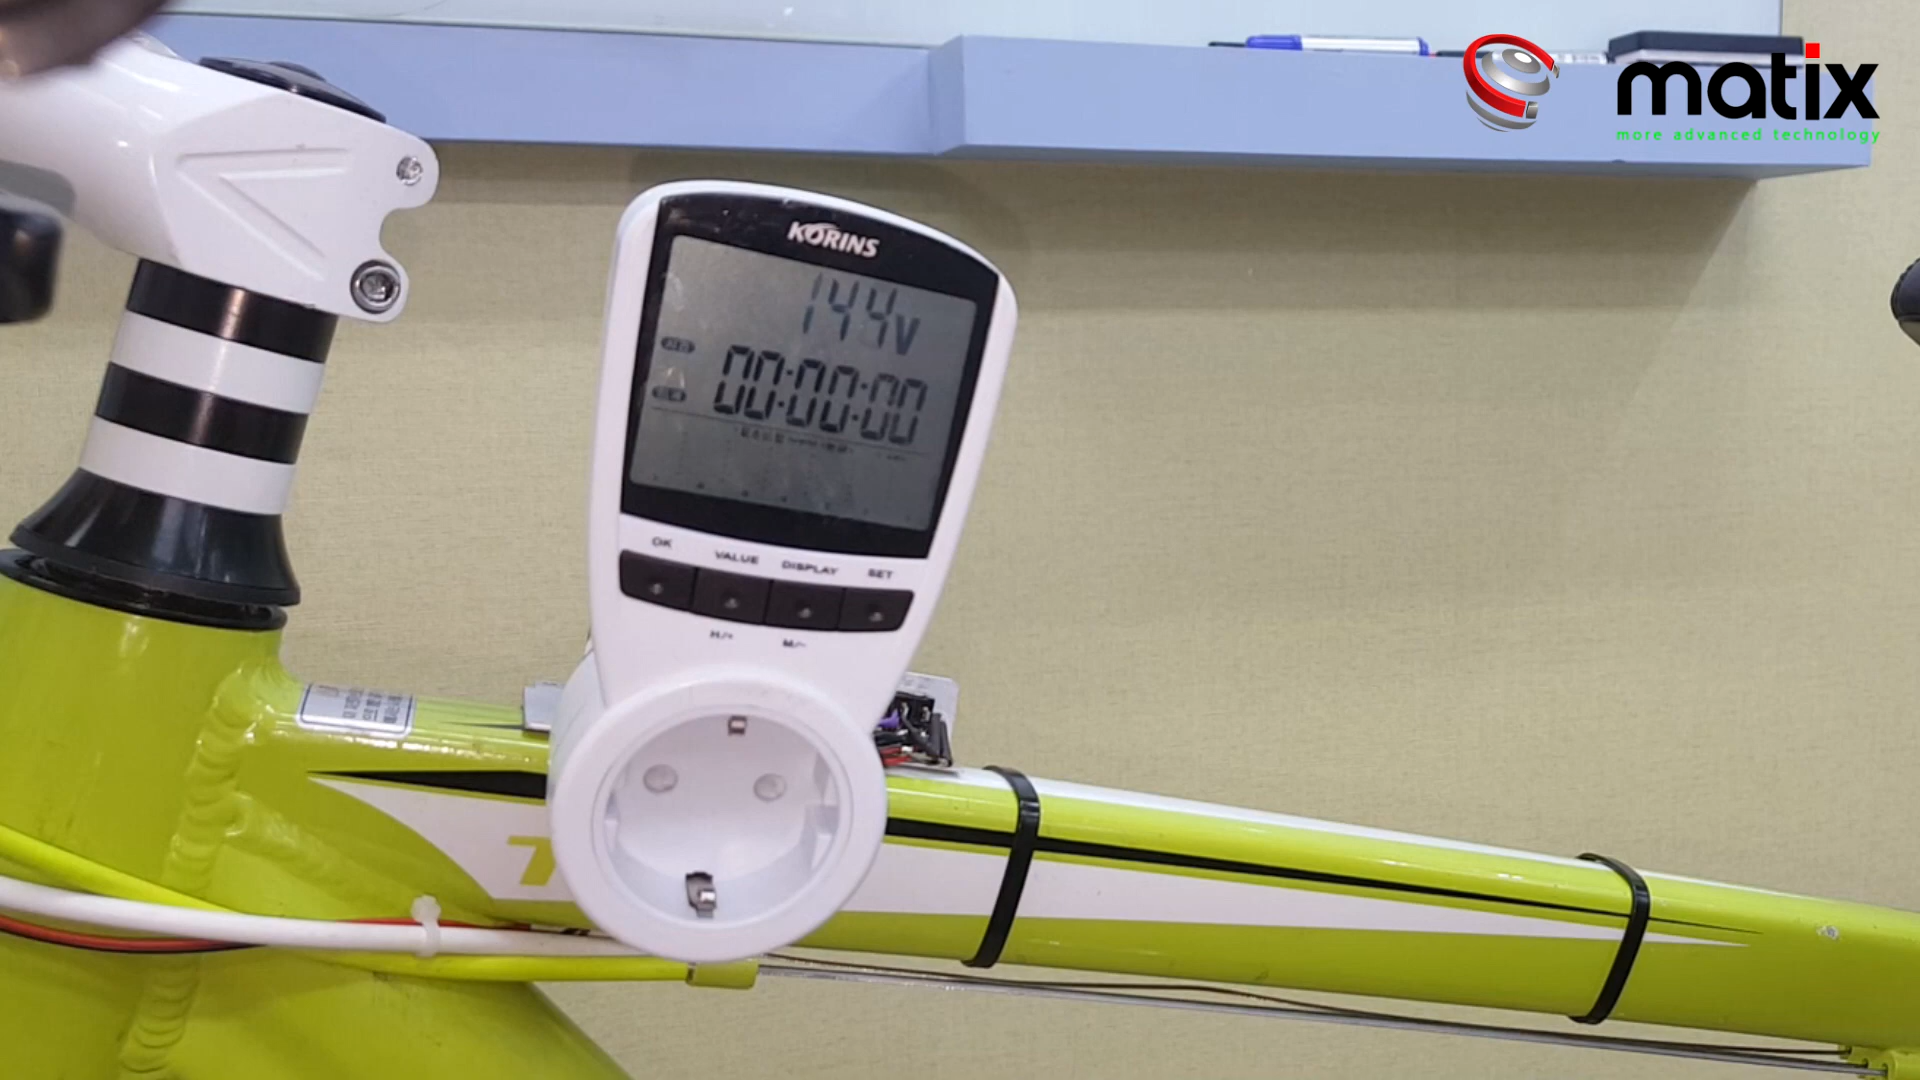 matix
more advanced technology
KORINS
144V
00:00:00
OK
VALUE
DISPLAY
SET
H/+
M/-